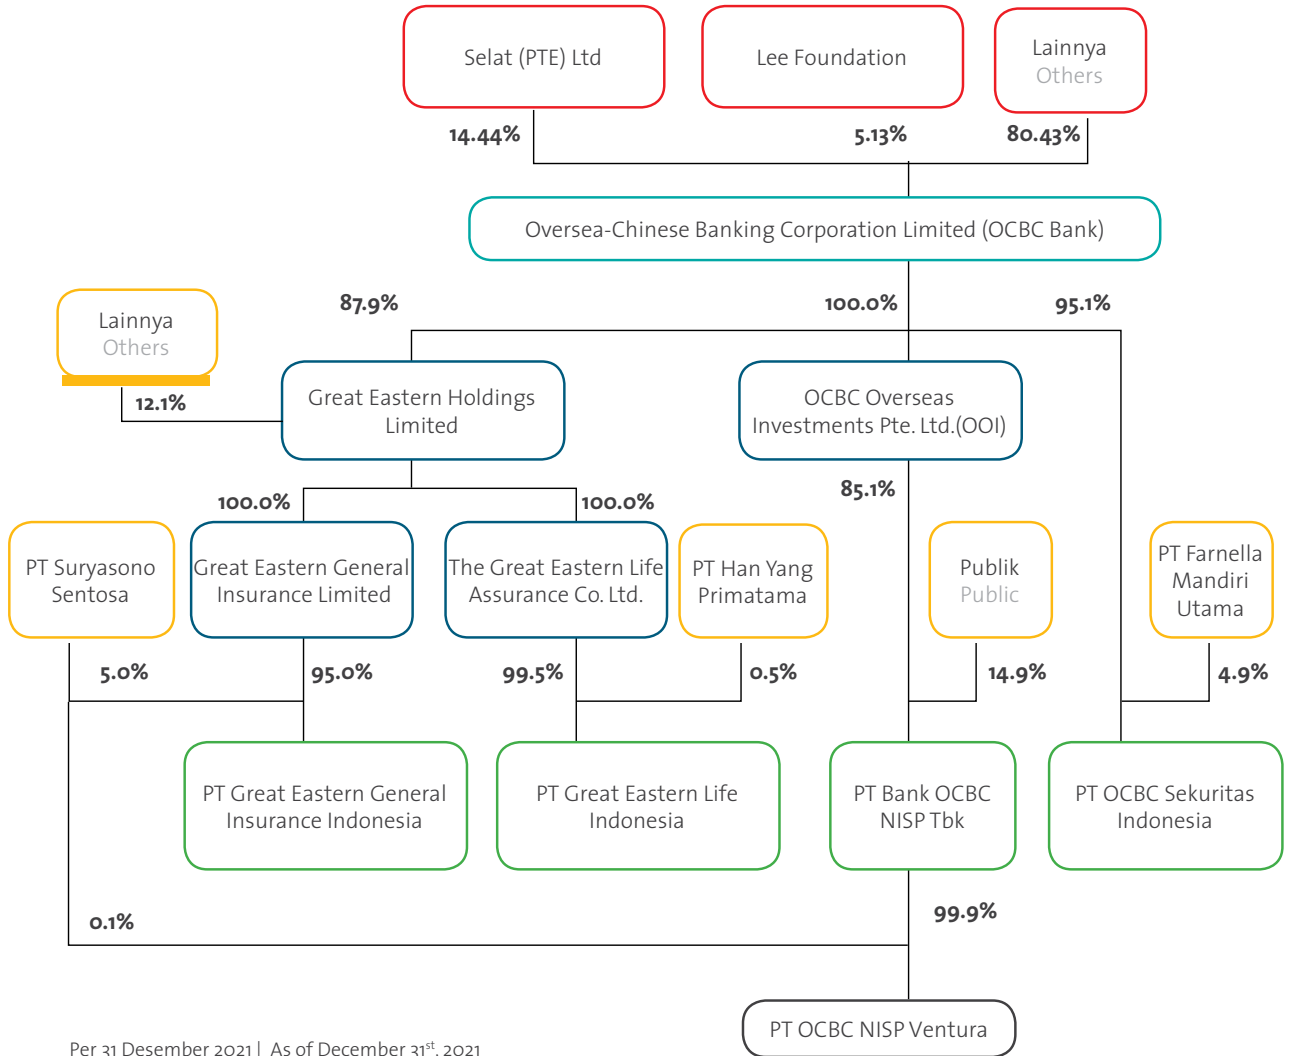 Selat (PTE) Ltd
Lee Foundation
Lainnya
Others
14.44%
5.13%
80.43%
Oversea-Chinese Banking Corporation Limited (OCBC Bank)
87.9%
100.0%
95.1%
Lainnya
Others
12.1%
Great Eastern Holdings
Limited
OCBC Overseas
Investments Pte. Ltd.(OOI)
100.0%
100.0%
85.1%
PT Suryasono
Sentosa
Great Eastern General
Insurance Limited
The Great Eastern Life
Assurance Co. Ltd.
PT Han Yang
Primatama
Publik
Public
PT Farnella
Mandiri
Utama
5.0%
95.0%
99.5%
0.5%
14.9%
4.9%
PT Great Eastern General
Insurance Indonesia
PT Great Eastern Life
Indonesia
PT Bank OCBC
NISP Tbk
PT OCBC Sekuritas
Indonesia
0.1%
99.9%
PT OCBC NISP Ventura
Per 31 Desember 2021 | As of December 31st, 2021